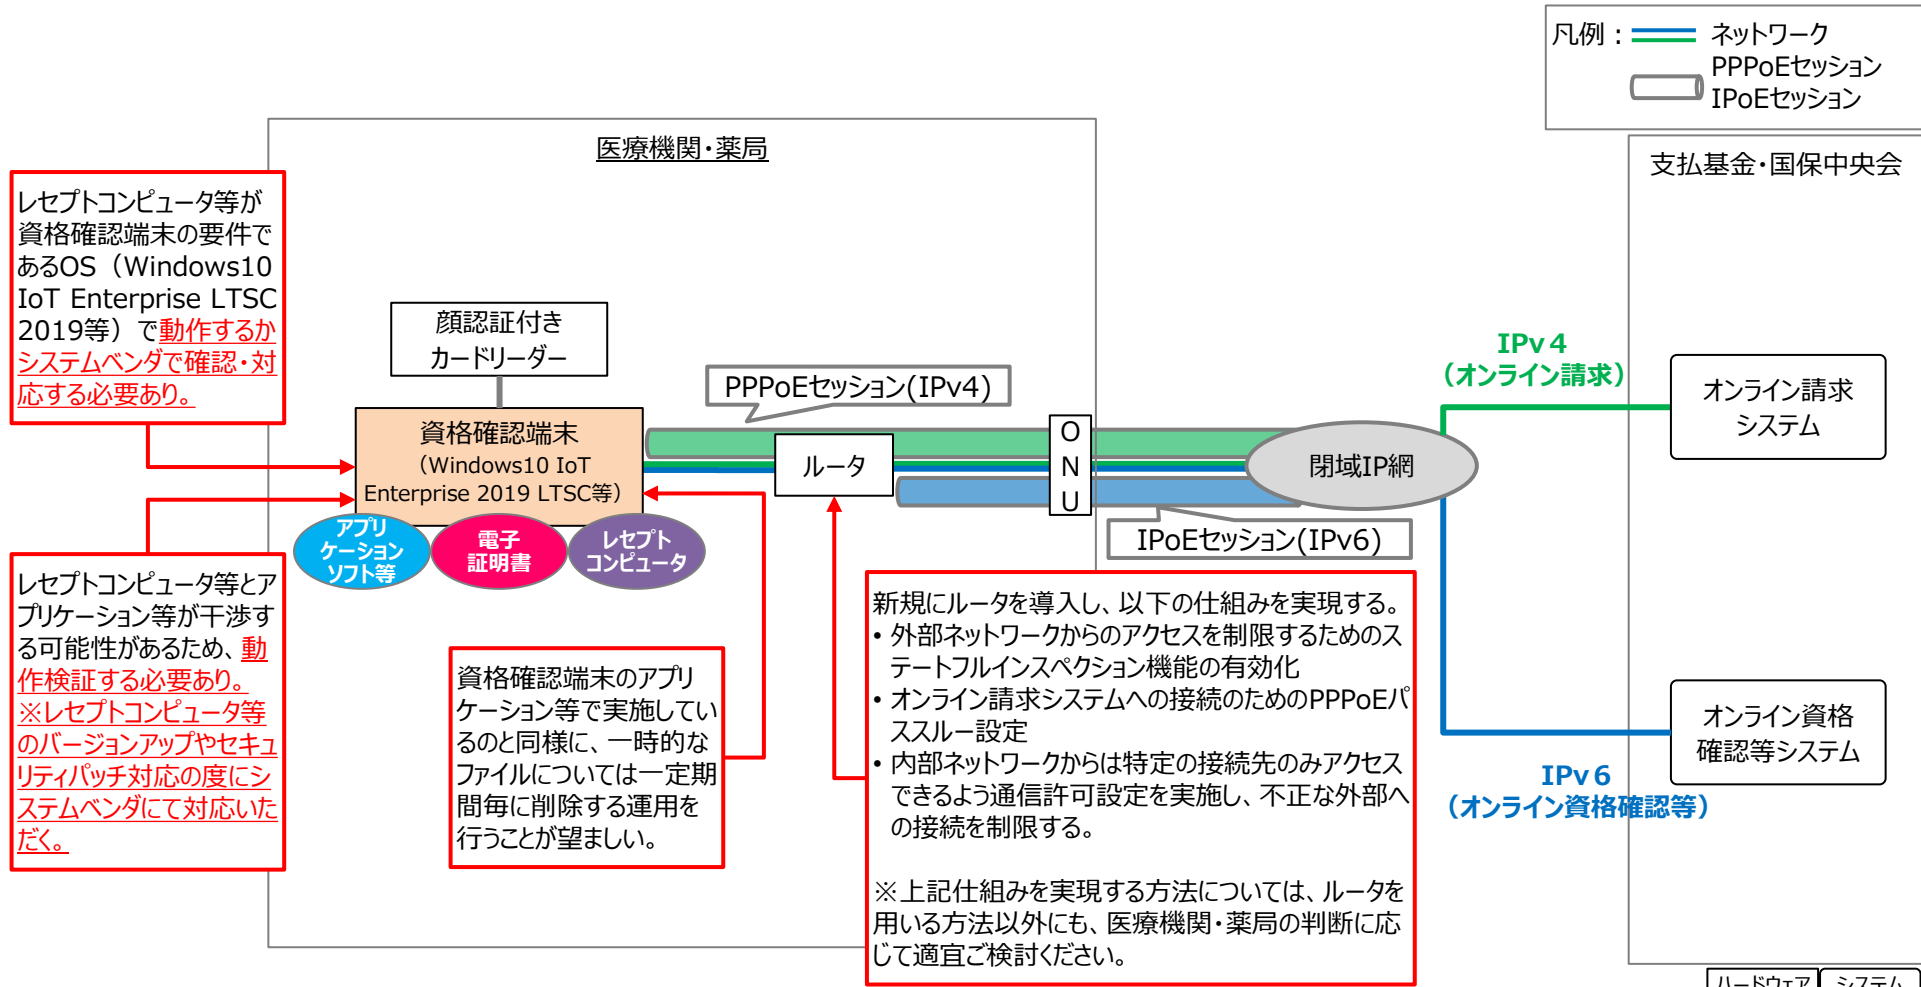 凡例：
ネットワーク
PPPoEセッション
IPoEセッション
医療機関・薬局
支払基金・国保中央会
レセプトコンピュータ等が
資格確認端末の要件で
あるOS（Windows10
IoT Enterprise LTSC
2019等）で動作するか
システムベンダで確認・対
応する必要あり。
顔認証付き
カードリーダー
PPPoEセッション(IPv4)
資格確認端末
（Windows10 IoT
Enterprise 2019 LTSC等）
アプリ
ケーション
ソフト等
電子
証明書
レセプト
コンピュータ
ルータ
O
N
U
閉域IP網
IPoEセッション(IPv6)
IPv４
（オンライン請求）
オンライン請求
システム
IPv６
（オンライン資格確認等）
オンライン資格
確認等システム
レセプトコンピュータ等とア
プリケーション等が干渉す
る可能性があるため、動
作検証する必要あり。
※レセプトコンピュータ等
のバージョンアップやセキュ
リティパッチ対応の度にシ
ステムベンダにて対応いた
だく。
資格確認端末のアプリ
ケーション等で実施してい
るのと同様に、一時的な
ファイルについては一定期
間毎に削除する運用を
行うことが望ましい。
新規にルータを導入し、以下の仕組みを実現する。
• 外部ネットワークからのアクセスを制限するためのス
テートフルインスペクション機能の有効化
• オンライン請求システムへの接続のためのPPPoEパ
ススルー設定
• 内部ネットワークからは特定の接続先のみアクセス
できるよう通信許可設定を実施し、不正な外部へ
の接続を制限する。
※上記仕組みを実現する方法については、ルータを
用いる方法以外にも、医療機関・薬局の判断に応
じて適宜ご検討ください。
ハードウェア
システム